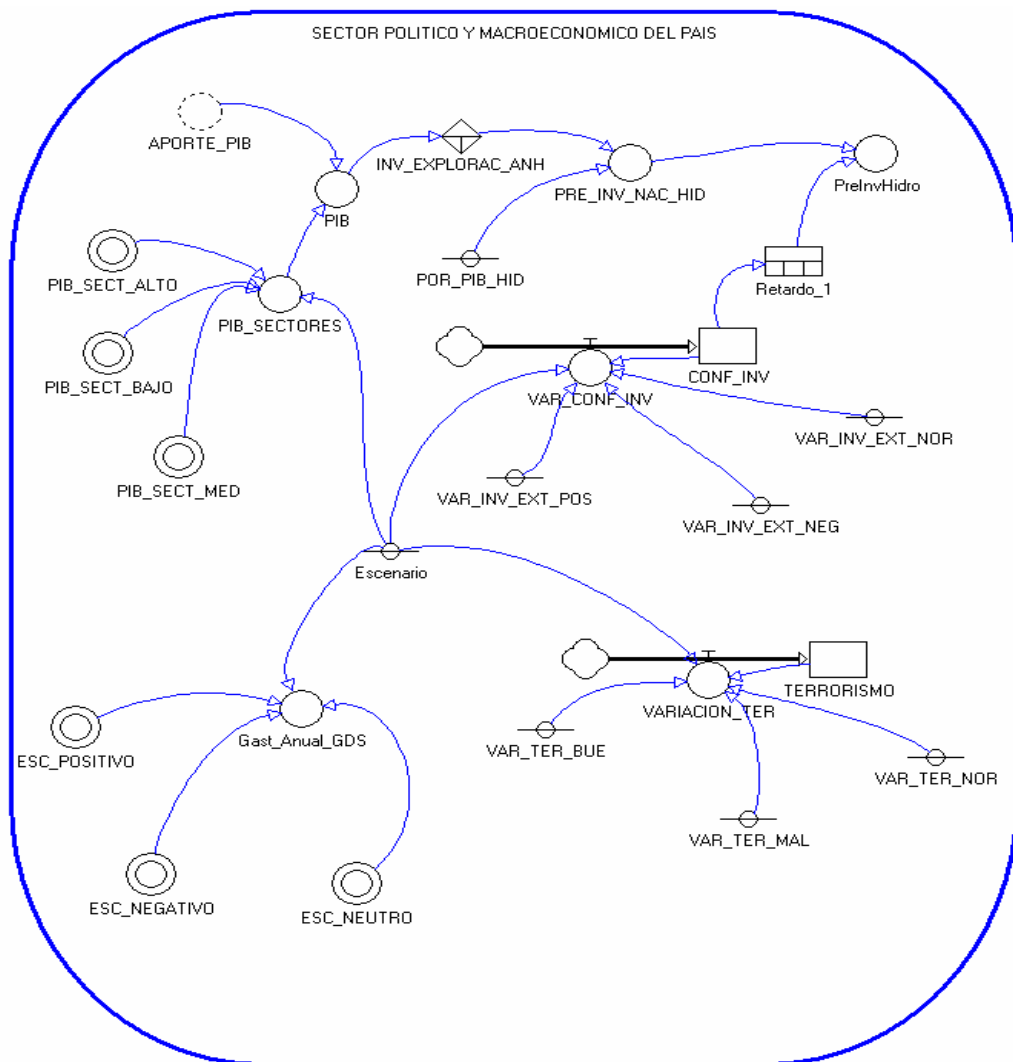 SECTOR POLITICO Y MACROECONOMICO DEL PAIS
APORTE_PIB
INV_EXPLORAC_ANH
PRE_INV_NAC_HID
PreInvHidro
PIB
PIB_SECT_ALTO
POR_PIB_HID
Retardo_1
PIB_SECTORES
PIB_SECT_BAJO
CONF_INV
VAR_CONF_INV
VAR_INV_EXT_NOR
PIB_SECT_MED
VAR_INV_EXT_POS
VAR_INV_EXT_NEG
Escenario
TERRORISMO
VARIACION_TER
Gast_Anual_GDS
VAR_TER_BUE
ESC_POSITIVO
VAR_TER_NOR
VAR_TER_MAL
ESC_NEGATIVO
ESC_NEUTRO